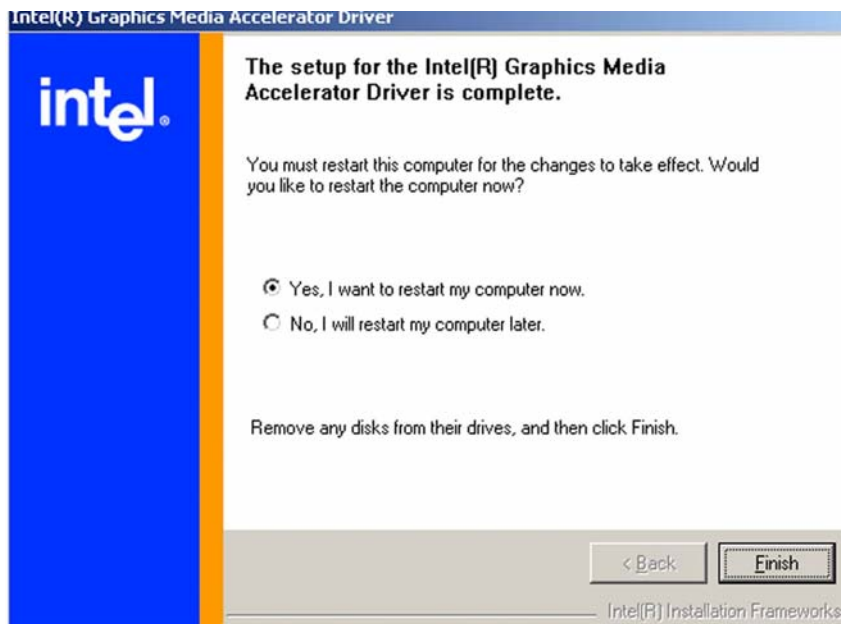 Intel(R) Graphics Media Accelerator Driver
intel®
The setup for the Intel(R) Graphics Media
Accelerator Driver is complete.
You must restart this computer for the changes to take effect. Would
you like to restart the computer now?
Yes, I want to restart my computer now.
No, I will restart my computer later.
Remove any disks from their drives, and then click Finish.
< Back
Finish
Intel(R) Installation Frameworks